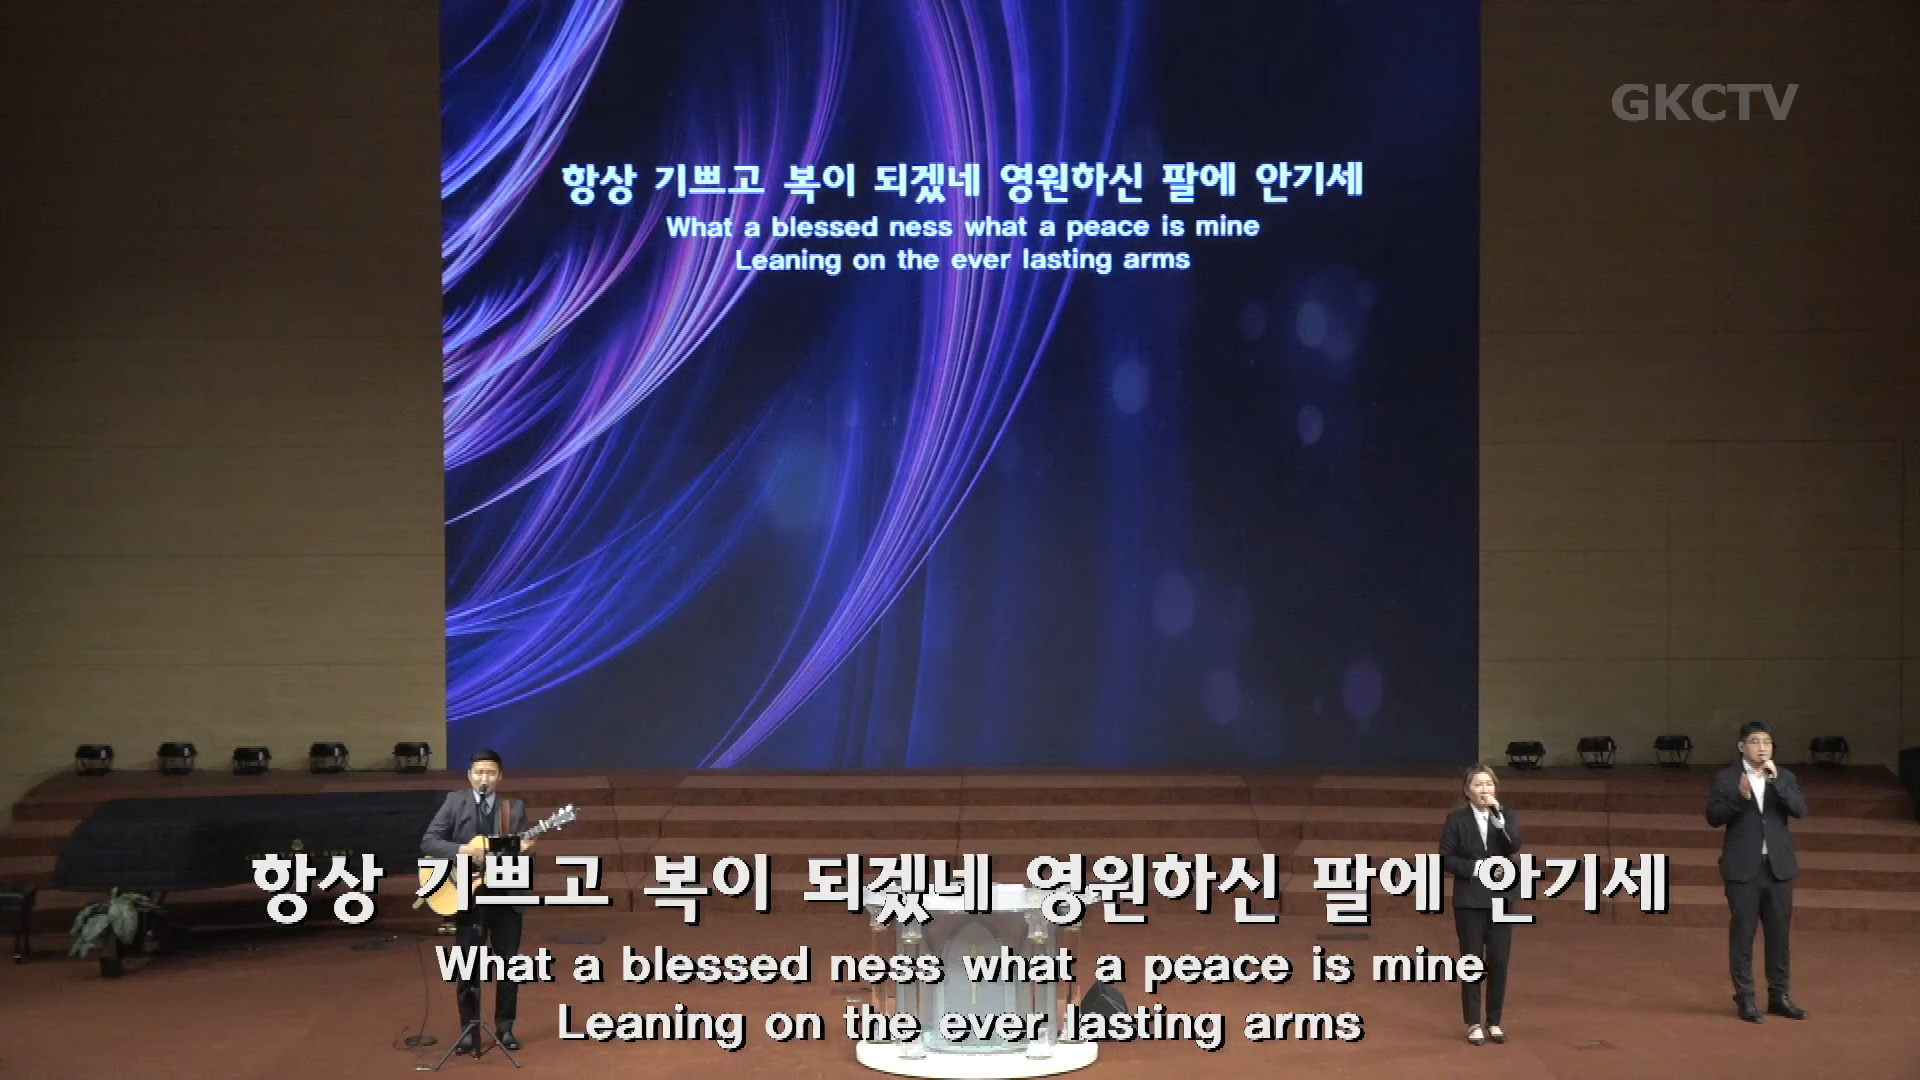 GKCTV
항상 기쁘고 복이 되겠네 영원하신 팔에 안기세
What a blessed ness what a peace is mine
Leaning on the ever lasting arms
항상 기쁘고 복이 되겠네 영원하신 팔에 안기세
What a blessed ness what a peace is mine
Leaning on the ever lasting arms